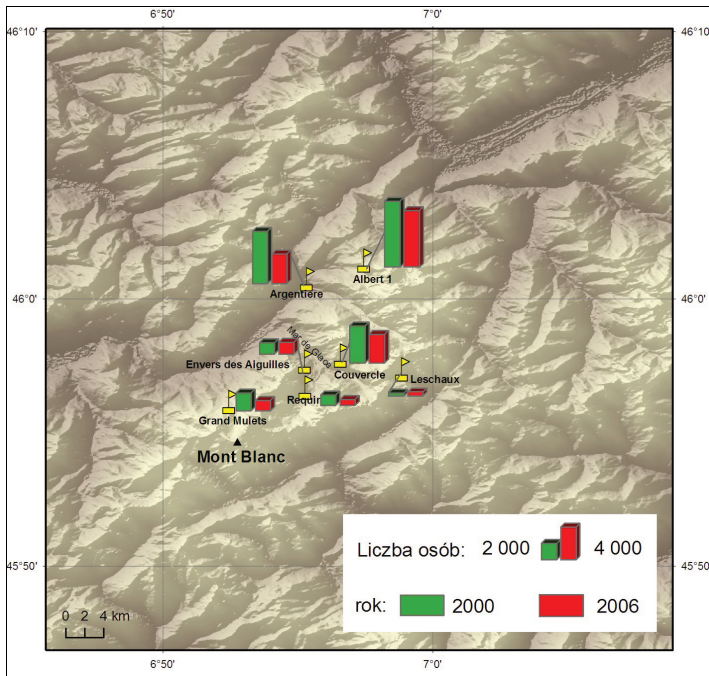 6°50'
7°0'
46°10'
46°10
Albert 1
Argentiere
46°0'
46°0'
Mer de Glace
Envers des Aiguilles
Couvercle
Leschaux
Requin
Grand Mulets
Mont Blanc
Liczba osób: 2 000 4 000
45°50'
45°50'
rok: 2000 2006
0 2 4 km
6°50'
7°0'